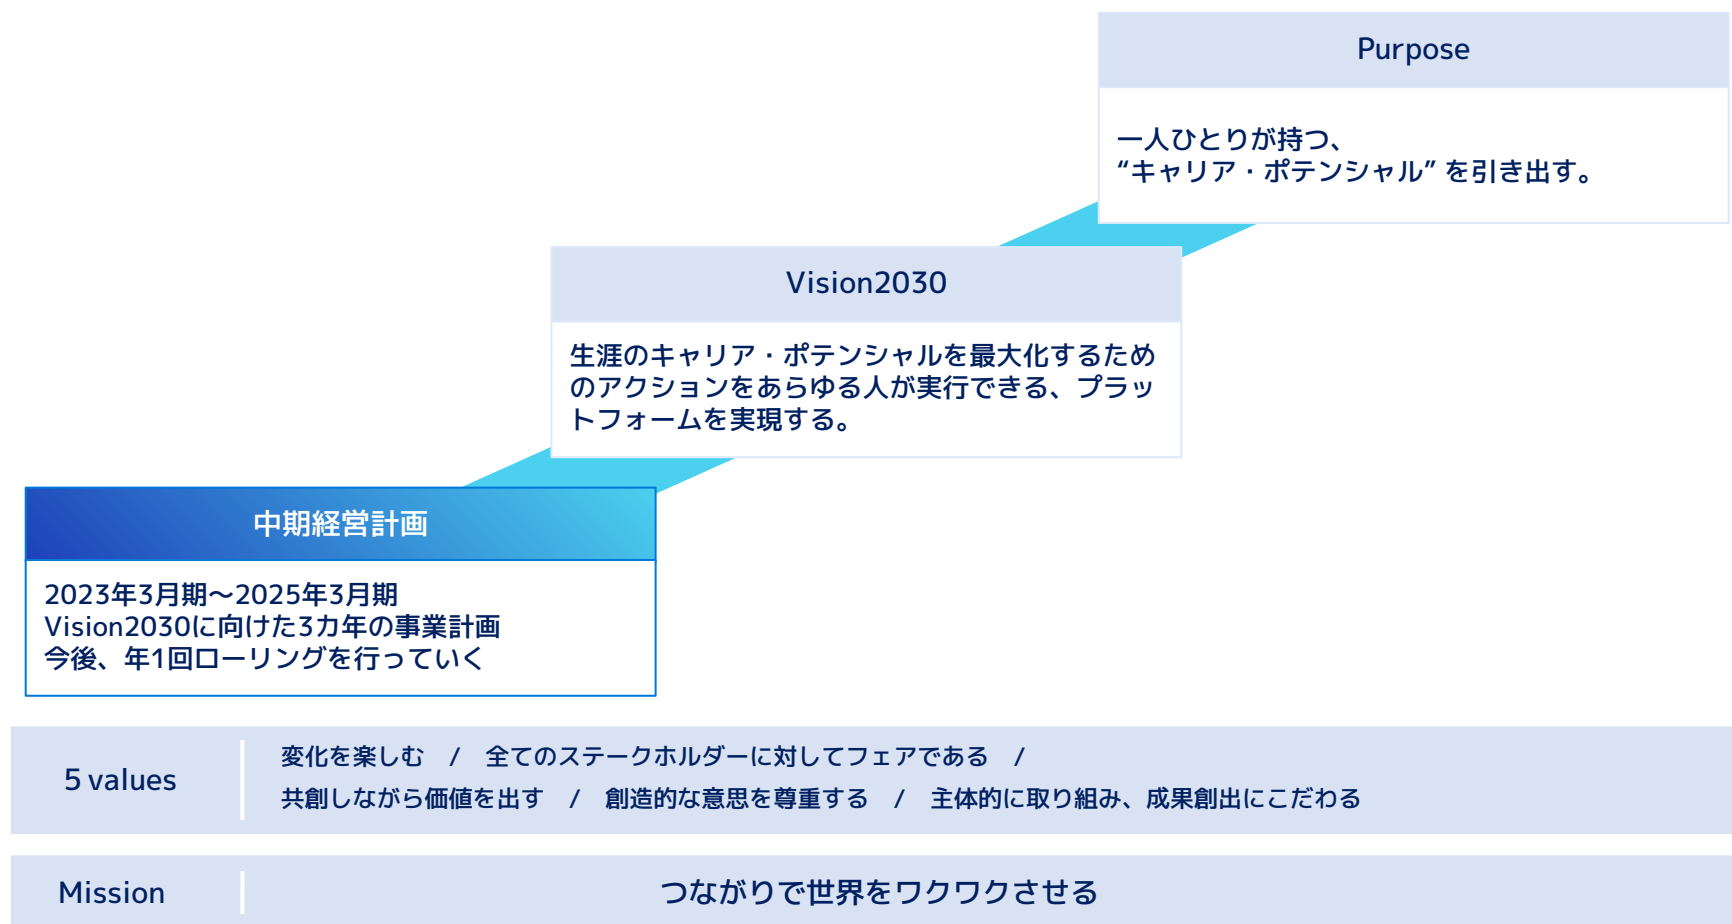 Purpose
一人ひとりが持つ、
“キャリア・ポテンシャル” を引き出す。
Vision2030
生涯のキャリア・ポテンシャルを最大化するため
のアクションをあらゆる人が実行できる、プラッ
トフォームを実現する。
中期経営計画
2023年3月期～2025年3月期
Vision2030に向けた3カ年の事業計画
今後、年1回ローリングを行っていく
5 values
変化を楽しむ　/　全てのステークホルダーに対してフェアである　/
共創しながら価値を出す　/　創造的な意思を尊重する　/　主体的に取り組み、成果創出にこだわる
Mission
つながりで世界をワクワクさせる